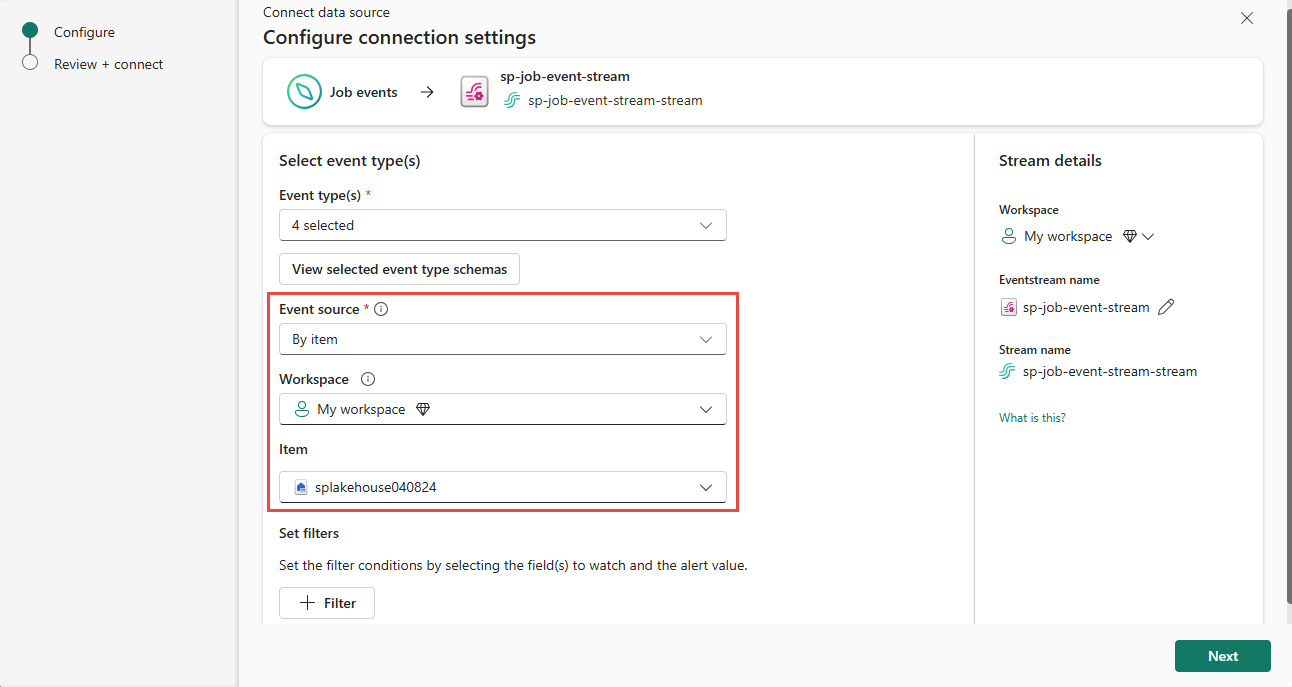 Configure
Review + connect
Connect data source
Configure connection settings
Job events
sp-job-event-stream
sp-job-event-stream-stream
Select event type(s)
Event type(s) *
4 selected
View selected event type schemas
Event source *
By item
Workspace
My workspace
Item
splakehouse040824
Set filters
Set the filter conditions by selecting the field(s) to watch and the alert value.
Filter
Stream details
Workspace
My workspace
Eventstream name
sp-job-event-stream
Stream name
sp-job-event-stream-stream
What is this?
Next